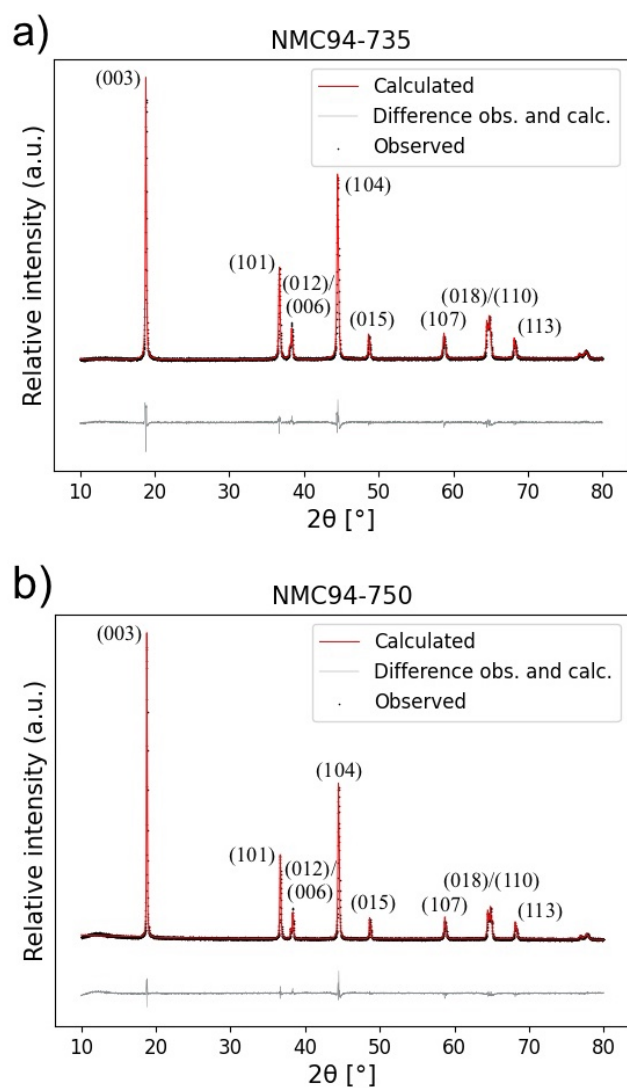 a)
NMC94-735
Calculated
Difference obs. and calc.
Observed
(003)
(104)
(101)
(012)/
(006)
(015)
(107)
(018)/(110)
(113)
Relative intensity (a.u.)
10 20 30 40 50 60 70 80
2θ [°]
b)
NMC94-750
Calculated
Difference obs. and calc.
Observed
(003)
(104)
(101)
(012)/
(006)
(015)
(107)
(018)/(110)
(113)
Relative intensity (a.u.)
10 20 30 40 50 60 70 80
2θ [°]